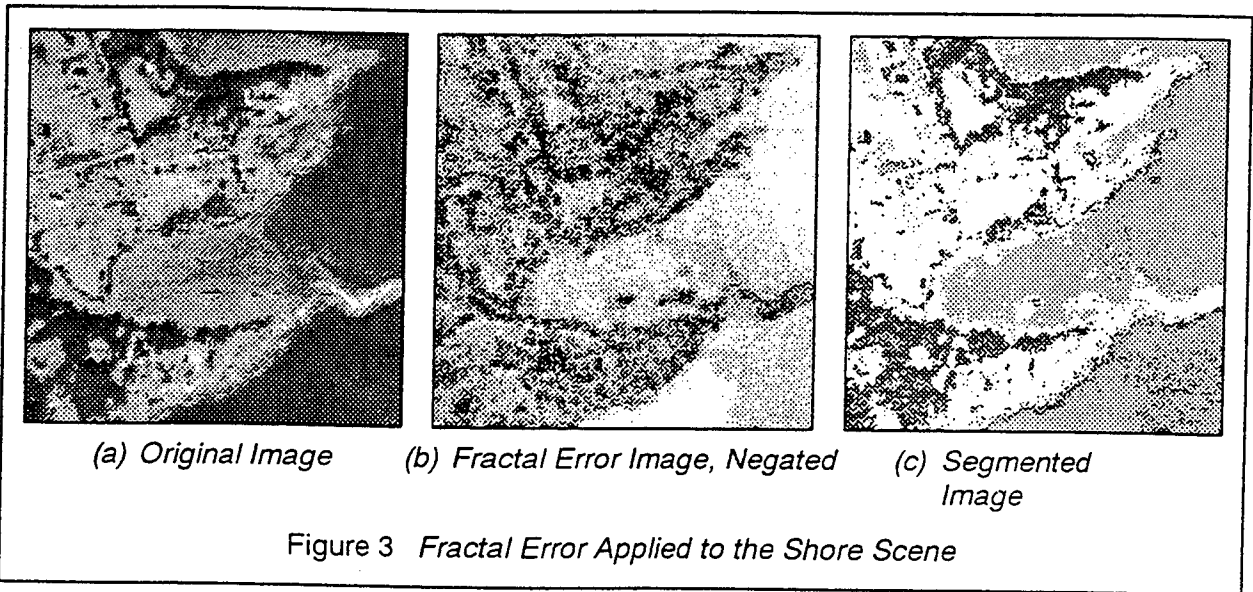 (a) Original Image
(b) Fractal Error Image, Negated
(c) Segmented
Image
Figure 3 Fractal Error Applied to the Shore Scene